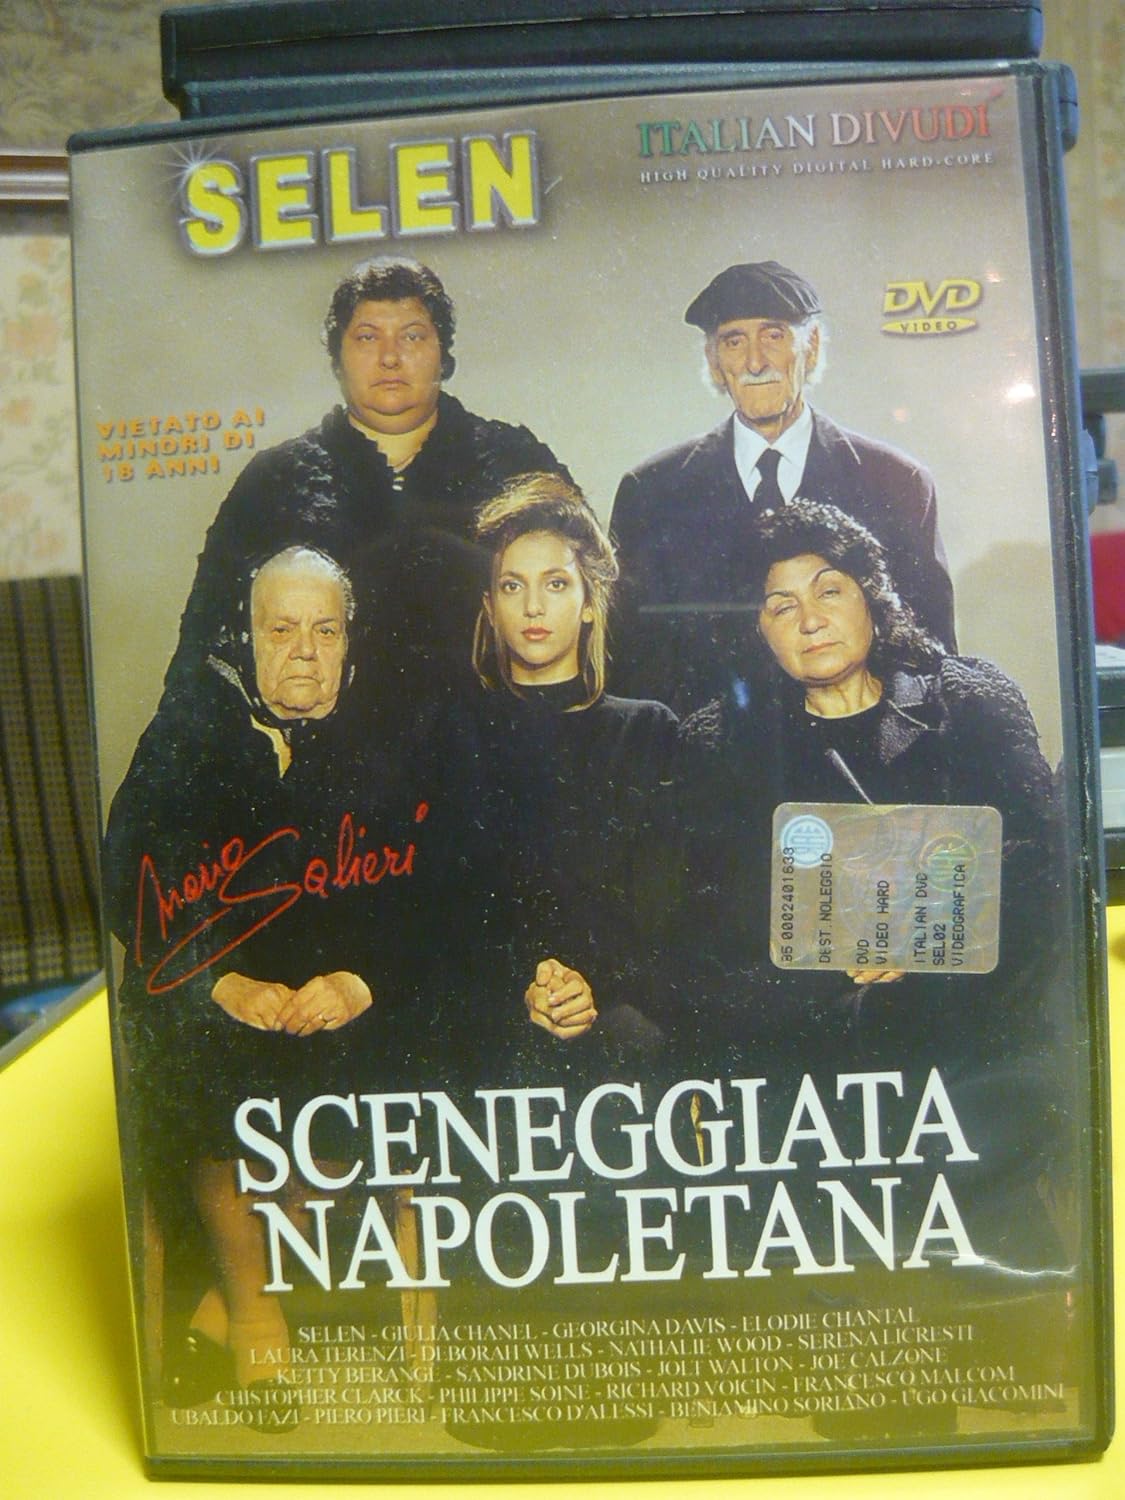 SELEN
ITALIAN DIVUDÍ
HIGH QUALITY DIGITAL HARD-CORE
DVD
VIDEO
VIETATO AI
MINORI DI
18 ANNI
Mario Salieri
85 0002401638
DEST. NOLEGGIO
DVD
VIDEO HARD
ITALIAN DVD
SEL02
VIDEOGRAFICA
SCENEGGIATA
NAPOLETANA
SELEN - GIULIA CHANEL - GEORGINA DAVIS - ELODIE CHANTAL
LAURA TERENZI - DEBORAH WELLS - NATHALIE WOOD - SERENA LICRESTI
KETTY BERANGE - SANDRINE DUBOIS - JOLT WALTON - JOE CALZONE
CHISTOPHER CLARCK - PHILIPPE SOINE - RICHARD VOICIN - FRANCESCO MALCOM
UBALDO FAZI - PIERO PIERI - FRANCESCO D'ALESSI - BENIAMINO SORIANO - UGO GIACOMINI